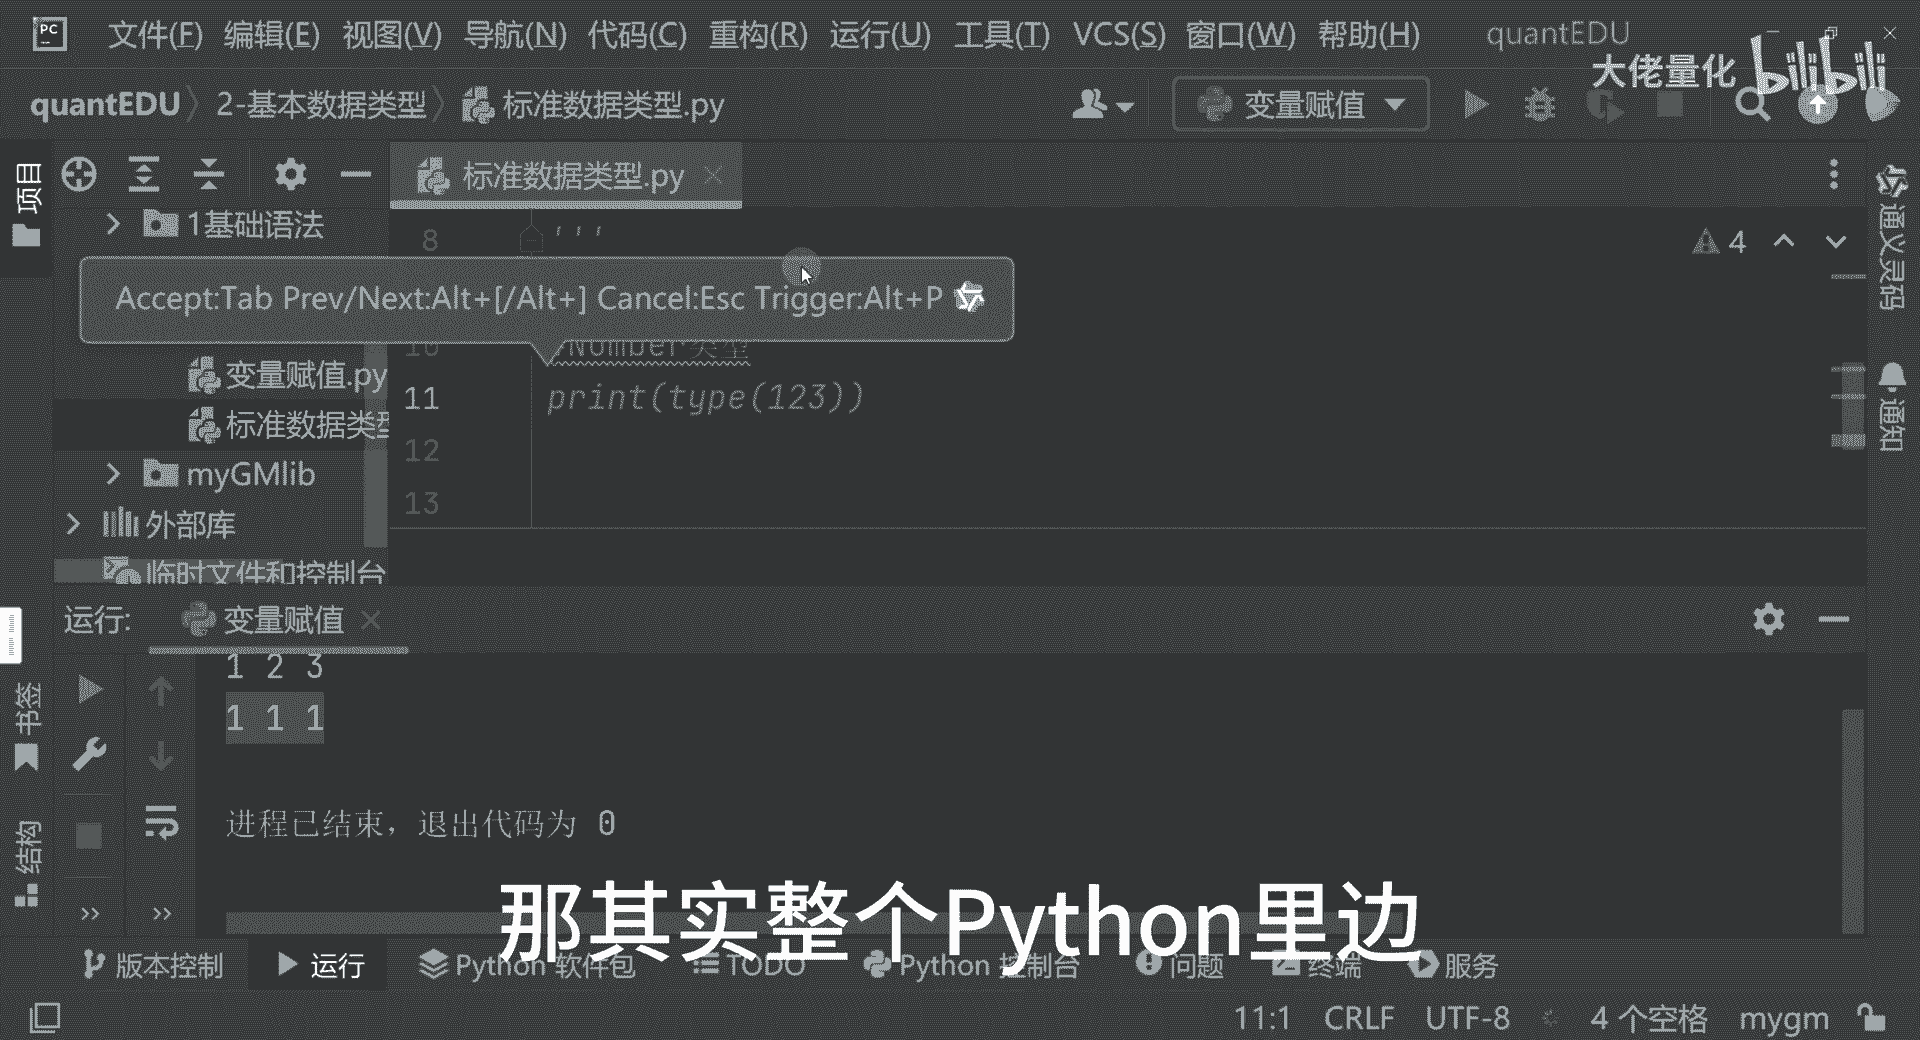 文件(F) 编辑(E) 视图(V) 导航(N) 代码(C) 重构(R) 运行(U) 工具(T) VCS(S) 窗口(W) 帮助(H) quantEDU
大佬量化 bilibili
quantEDU 2-基本数据类型 标准数据类型.py 变量赋值
项目
标准数据类型.py
1基础语法
8 '''
4
Accept:Tab Prev/Next:Alt+[/Alt+] Cancel:Esc Trigger:Alt+P
10 #Number类型
变量赋值.py
11 print(type(123))
标准数据类型
12
myGMlib
13
外部库
临时文件和控制台
通义灵码
通知
运行: 变量赋值
1 2 3
1 1 1
进程已结束，退出代码为 0
书签
结构
那其实整个Python里边
版本控制 运行 Python 软件包 TODO Python 控制台 问题 终端 服务
11:1 CRLF UTF-8 4 个空格 mygm